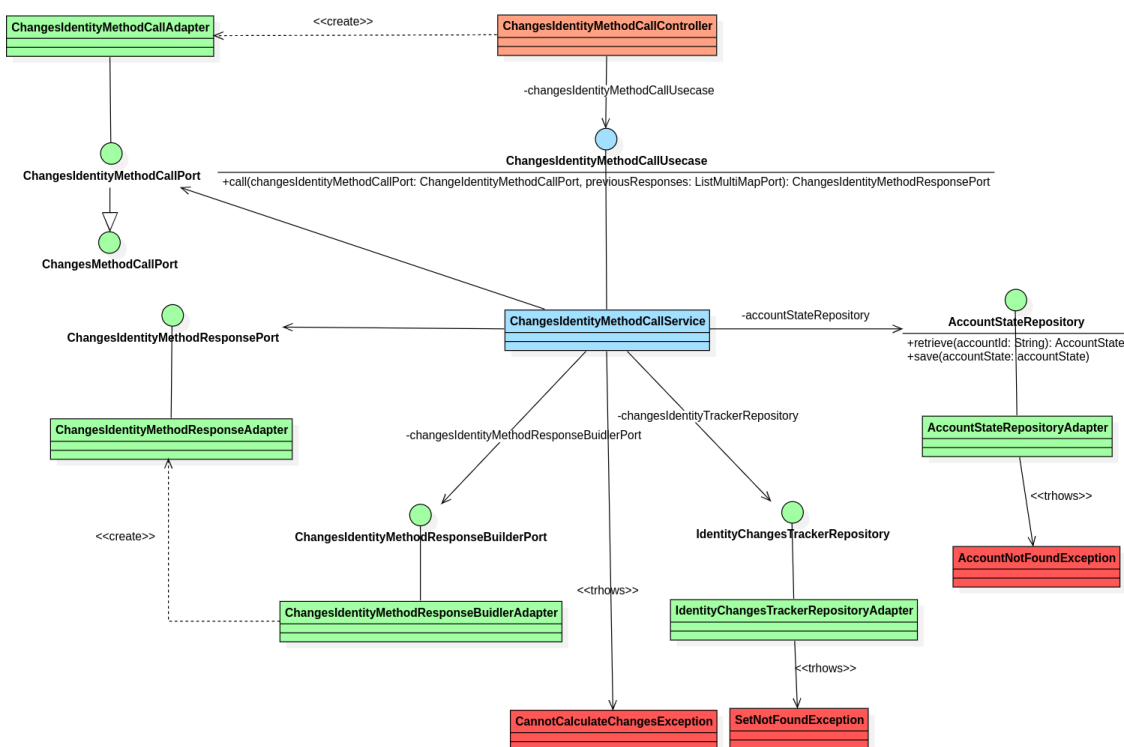 ChangesIdentityMethodCallAdapter
<<create>>
ChangesIdentityMethodCallController
-changesIdentityMethodCallUsecase
ChangesIdentityMethodCallUsecase
+call(changesIdentityMethodCallPort: ChangeIdentityMethodCallPort, previousResponses: ListMultiMapPort): ChangesIdentityMethodResponsePort
ChangesIdentityMethodCallPort
ChangesMethodCallPort
ChangesIdentityMethodResponsePort
ChangesIdentityMethodCallService
-accountStateRepository
AccountStateRepository
+retrieve(accountId: String): AccountState
+save(accountState: accountState)
ChangesIdentityMethodResponseAdapter
-changesIdentityMethodResponseBuidlerPort
-changesIdentityTrackerRepository
AccountStateRepositoryAdapter
<<trhows>>
AccountNotFoundException
<<create>>
ChangesIdentityMethodResponseBuilderPort
IdentityChangesTrackerRepository
<<trhows>>
ChangesIdentityMethodResponseBuidlerAdapter
IdentityChangesTrackerRepositoryAdapter
<<trhows>>
CannotCalculateChangesException
SetNotFoundException